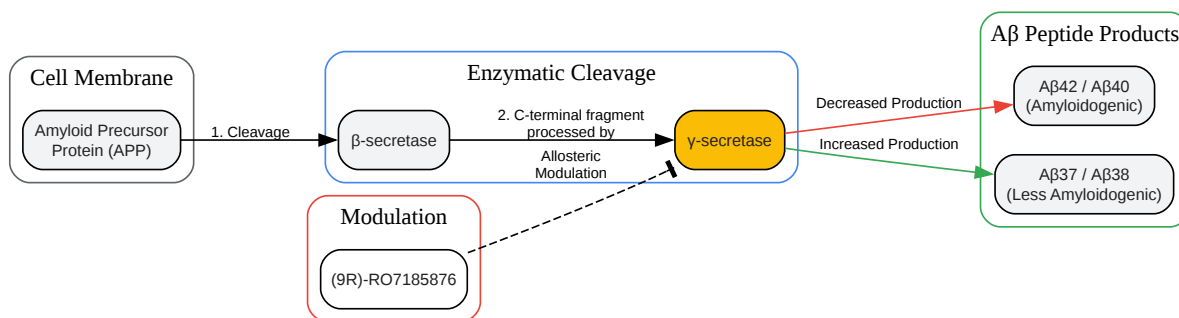 Cell Membrane
Amyloid Precursor
Protein (APP)
1. Cleavage
Enzymatic Cleavage
β-secretase
2. C-terminal fragment
processed by
Allosteric
Modulation
γ-secretase
Modulation
(9R)-RO7185876
Decreased Production
Increased Production
Aβ Peptide Products
Aβ42 / Aβ40
(Amyloidogenic)
Aβ37 / Aβ38
(Less Amyloidogenic)